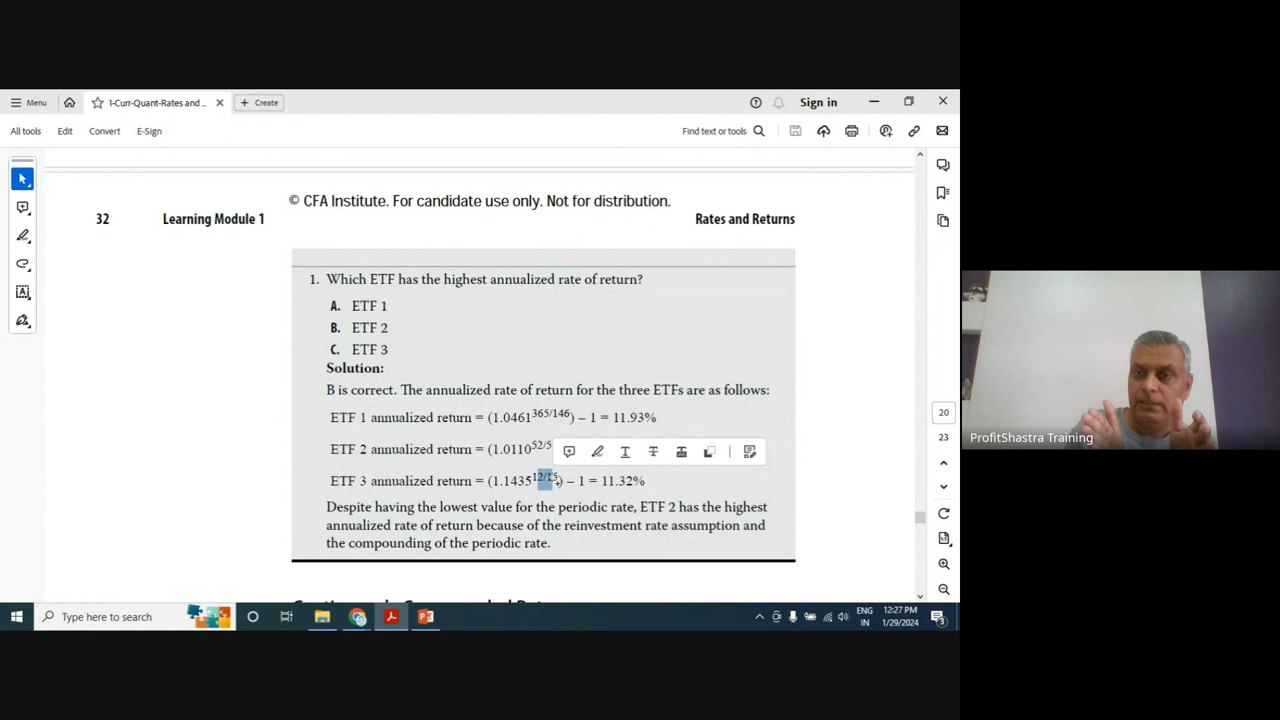 Menu
1-Curr-Quant-Rates and ...
Create
Sign in
All tools
Edit
Convert
E-Sign
Find text or tools
© CFA Institute. For candidate use only. Not for distribution.
32
Learning Module 1
Rates and Returns
1. Which ETF has the highest annualized rate of return?
A. ETF 1
B. ETF 2
C. ETF 3
Solution:
B is correct. The annualized rate of return for the three ETFs are as follows:
ETF 1 annualized return = (1.0461^365/146) – 1 = 11.93%
ETF 2 annualized return = (1.0110^52/5
ETF 3 annualized return = (1.1435^12/15) – 1 = 11.32%
Despite having the lowest value for the periodic rate, ETF 2 has the highest
annualized rate of return because of the reinvestment rate assumption and
the compounding of the periodic rate.
20
23
ProfitShastra Training
Type here to search
ENG
IN
12:27 PM
1/29/2024
3